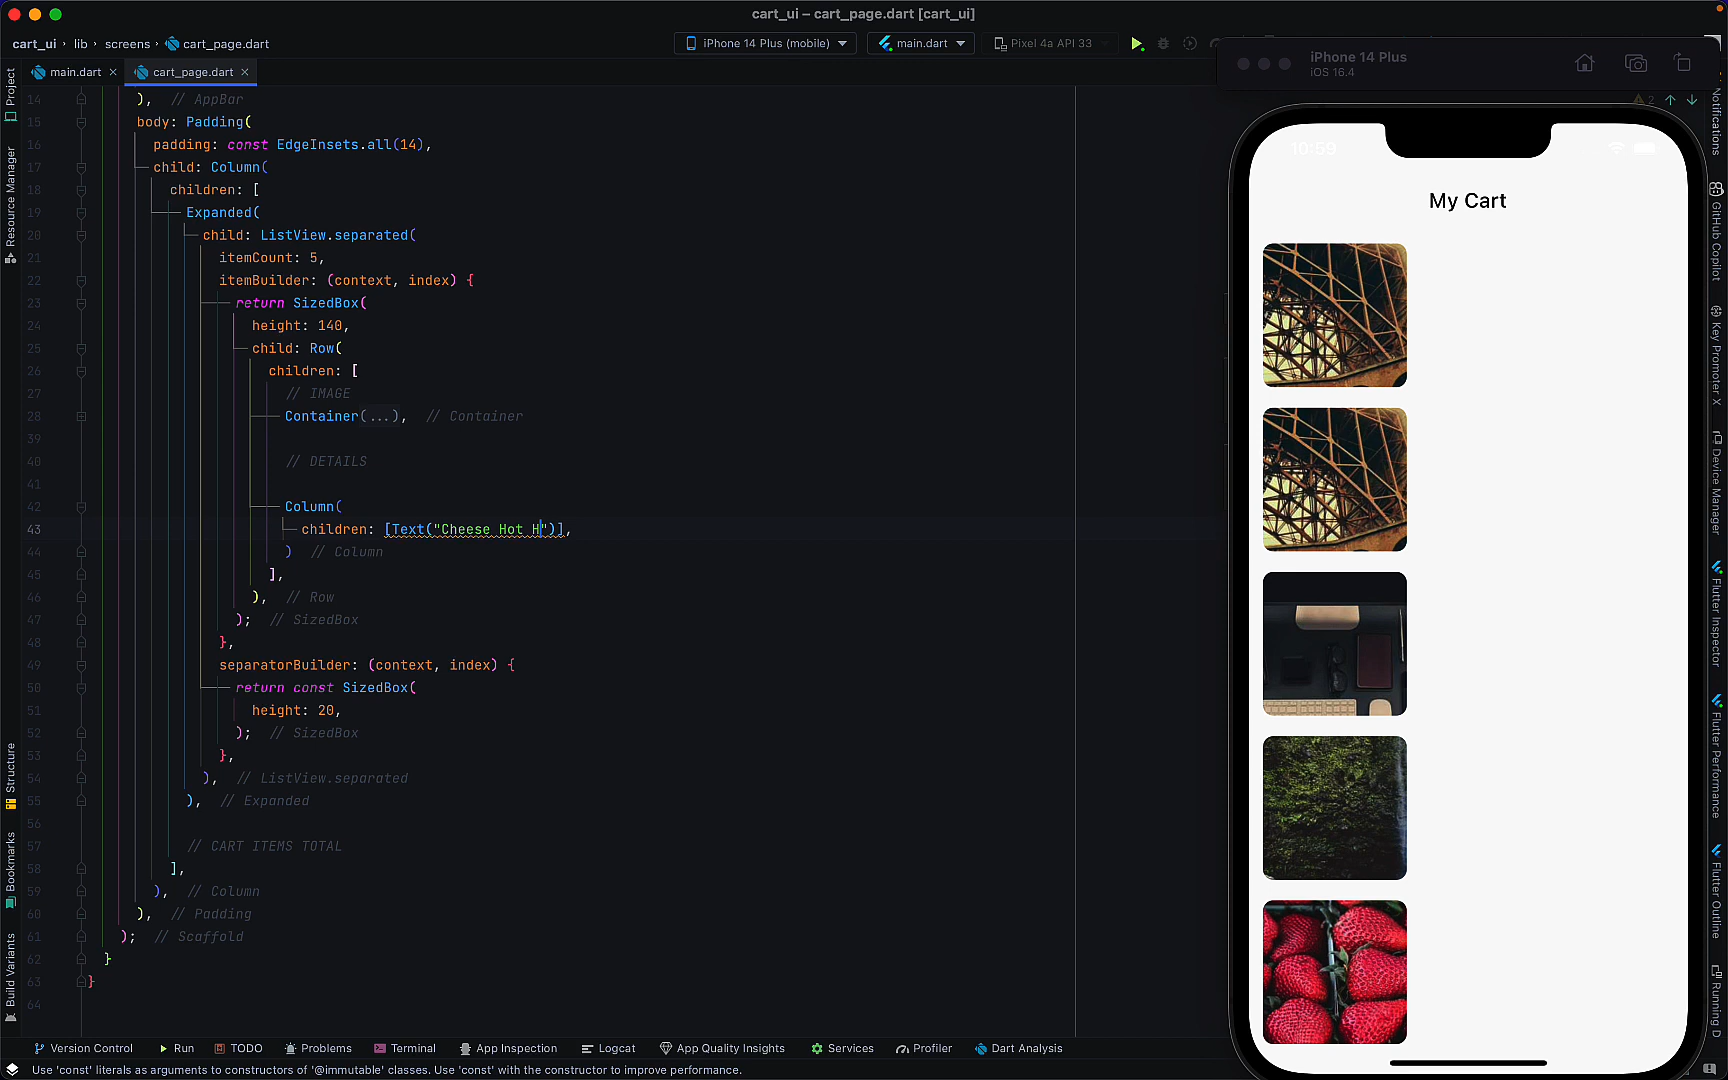 cart_ui – cart_page.dart [cart_ui]
cart_ui › lib › screens › cart_page.dart
iPhone 14 Plus (mobile)
main.dart
Pixel 4a API 33
main.dart ×
cart_page.dart ×
14 ), // AppBar
15 body: Padding(
16 padding: const EdgeInsets.all(14),
17 child: Column(
18 children: [
19 Expanded(
20 child: ListView.separated(
21 itemCount: 5,
22 itemBuilder: (context, index) {
23 return SizedBox(
24 height: 140,
25 child: Row(
26 children: [
27 // IMAGE
28 Container(...), // Container
39
40 // DETAILS
41
42 Column(
43 children: [Text("Cheese Hot H")],
44 ) // Column
45 ],
46 ), // Row
47 ); // SizedBox
48 },
49 separatorBuilder: (context, index) {
50 return const SizedBox(
51 height: 20,
52 ); // SizedBox
53 },
54 ), // ListView.separated
55 ), // Expanded
56
57 // CART ITEMS TOTAL
58 ],
59 ), // Column
60 ), // Padding
61 ); // Scaffold
62 }
63 }
64
Project
Resource Manager
Structure
Bookmarks
Build Variants
iPhone 14 Plus
iOS 16.4
2
10:59
My Cart
Notifications
GitHub Copilot
Key Promoter X
Device Manager
Flutter Inspector
Flutter Performance
Flutter Outline
Running D
Version Control
Run
TODO
Problems
Terminal
App Inspection
Logcat
App Quality Insights
Services
Profiler
Dart Analysis
Use 'const' literals as arguments to constructors of '@immutable' classes. Use 'const' with the constructor to improve performance.